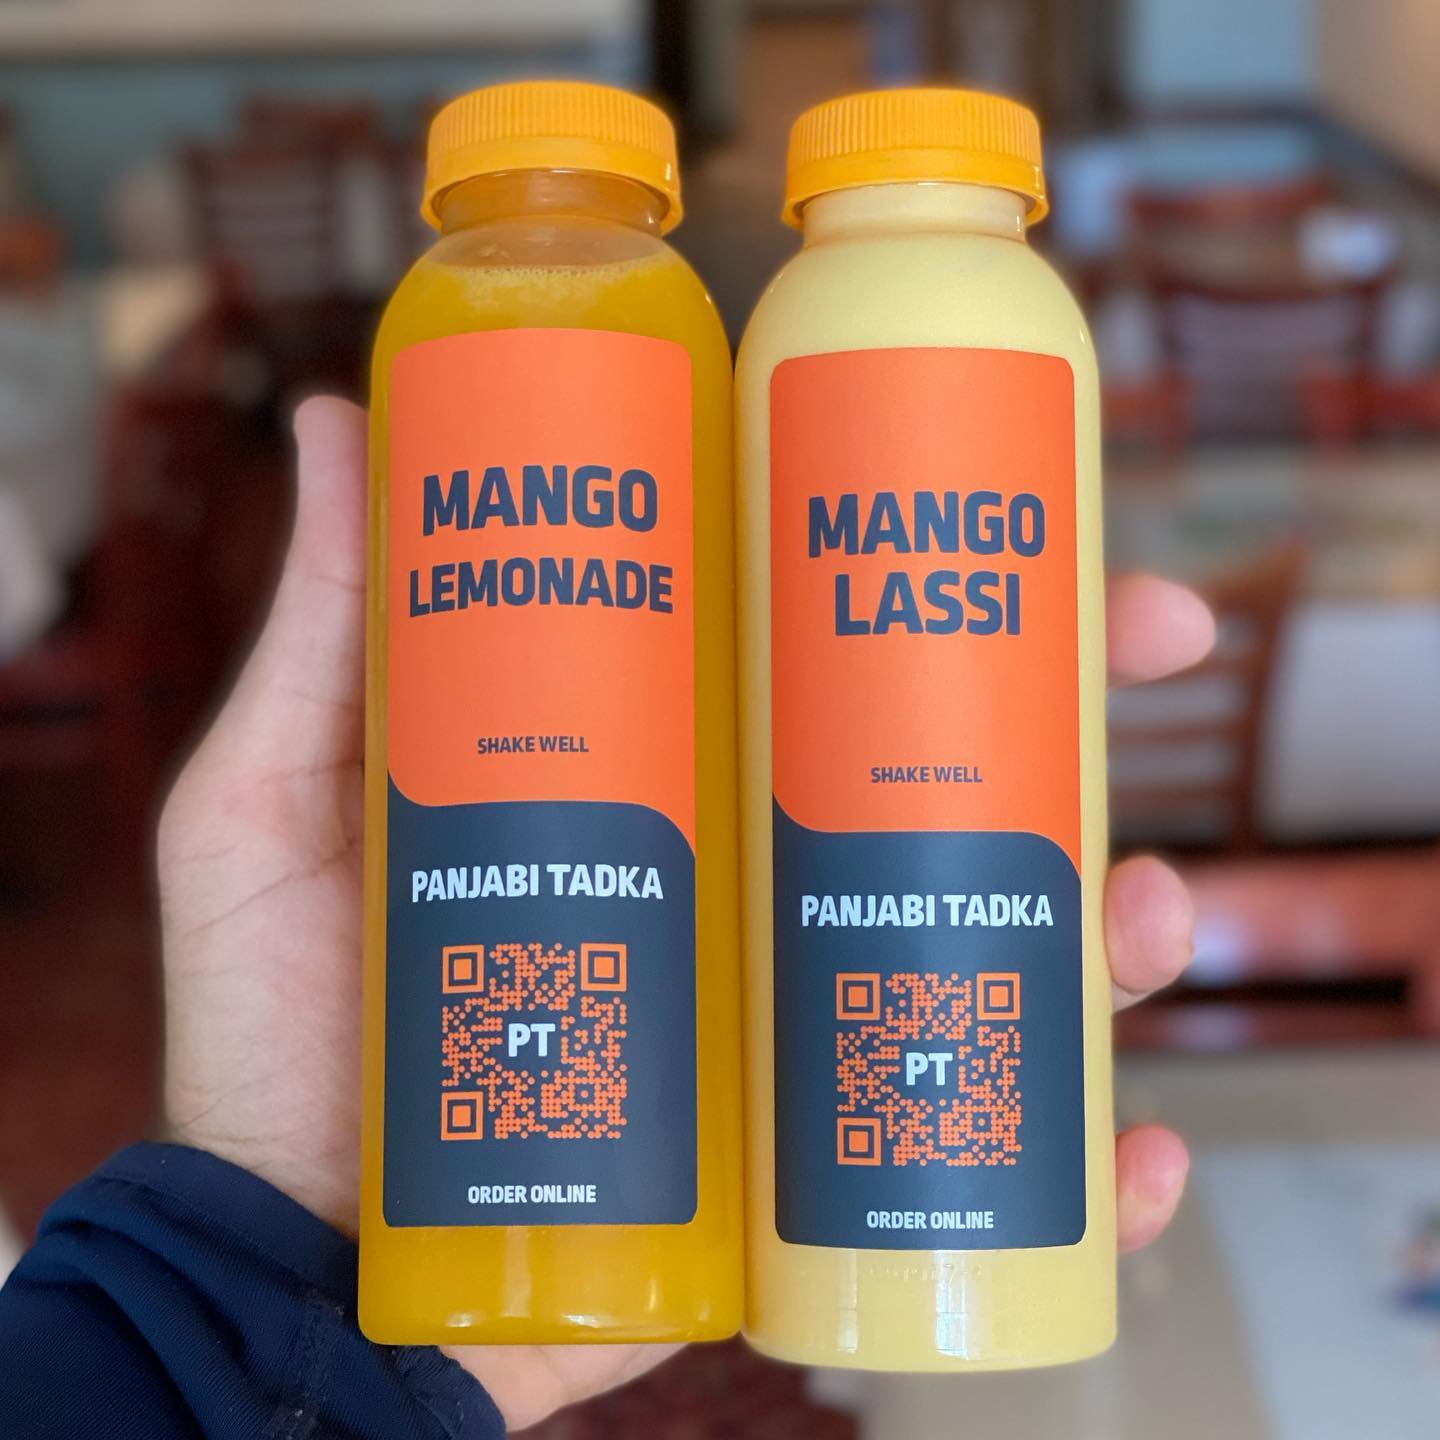 MANGO
LEMONADE
SHAKE WELL
PANJABI TADKA
PT
ORDER ONLINE
MANGO
LASSI
SHAKE WELL
PANJABI TADKA
PT
ORDER ONLINE